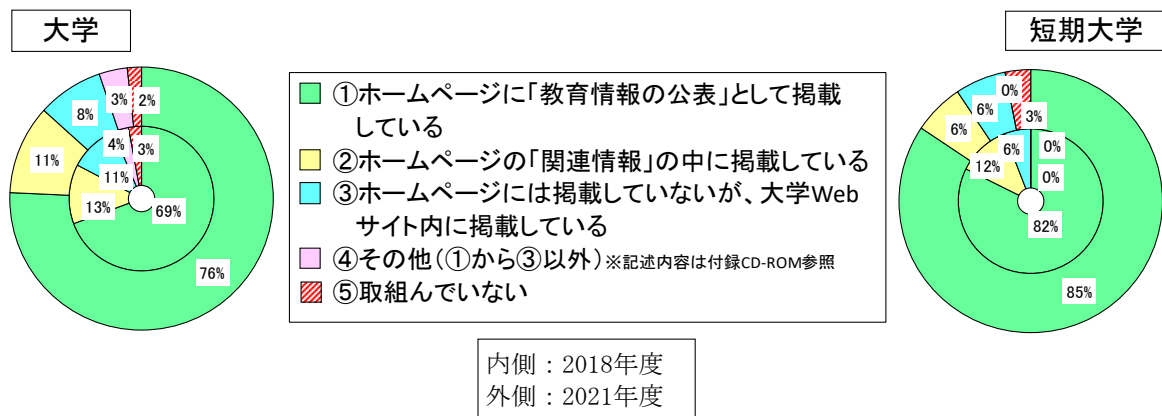 大学
短期大学
3%
2%
8%
4%
3%
11%
11%
13%
69%
76%
①ホームページに「教育情報の公表」として掲載
している
②ホームページの「関連情報」の中に掲載している
③ホームページには掲載していないが、大学Web
サイト内に掲載している
④その他(①から③以外)※記述内容は付録CD-ROM参照
⑤取組んでいない
0%
6%
3%
6%
6%
0%
12%
0%
82%
85%
内側：2018年度
外側：2021年度